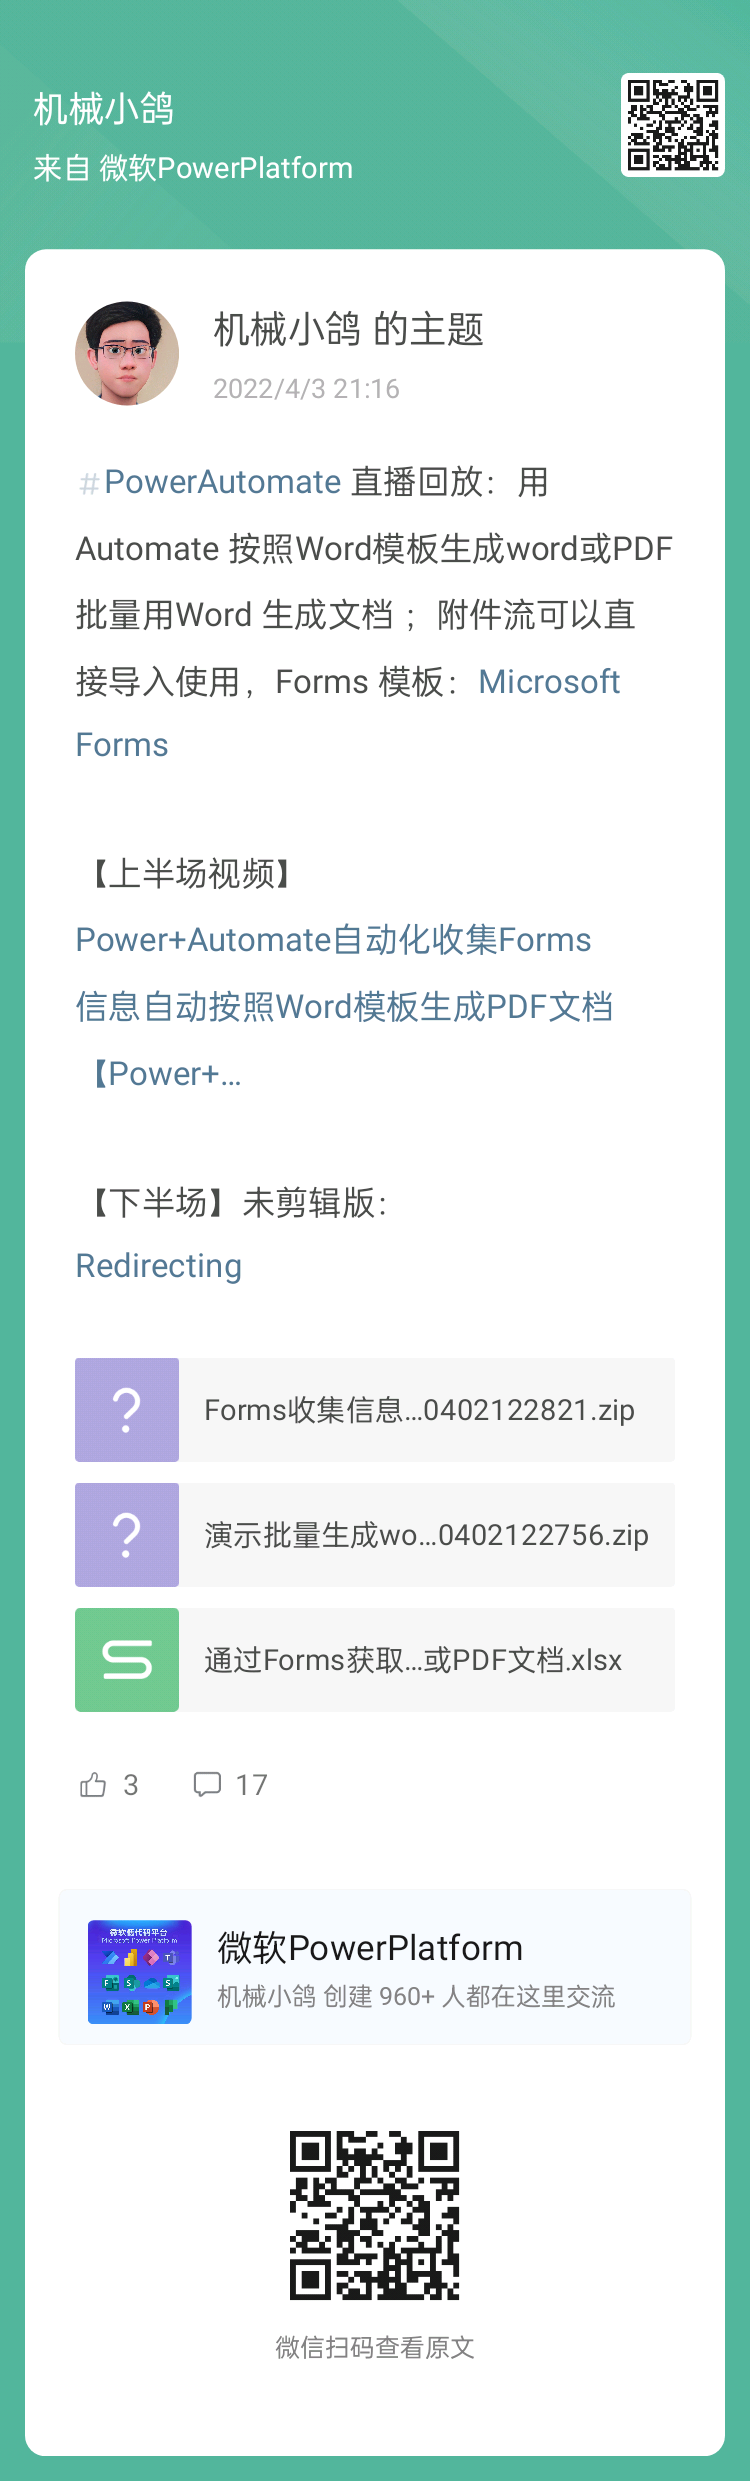 机械小鸽
来自 微软PowerPlatform
机械小鸽 的主题
2022/4/3 21:16
#PowerAutomate 直播回放：用
Automate 按照Word模板生成word或PDF
批量用Word 生成文档 ；附件流可以直
接导入使用，Forms 模板：Microsoft
Forms
【上半场视频】
Power+Automate自动化收集Forms
信息自动按照Word模板生成PDF文档
【Power+...
【下半场】未剪辑版：
Redirecting
Forms收集信息...0402122821.zip
演示批量生成wo...0402122756.zip
通过Forms获取...或PDF文档.xlsx
3 17
微软低代码平台
Microsoft Power Platform
微软PowerPlatform
机械小鸽 创建 960+ 人都在这里交流
微信扫码查看原文